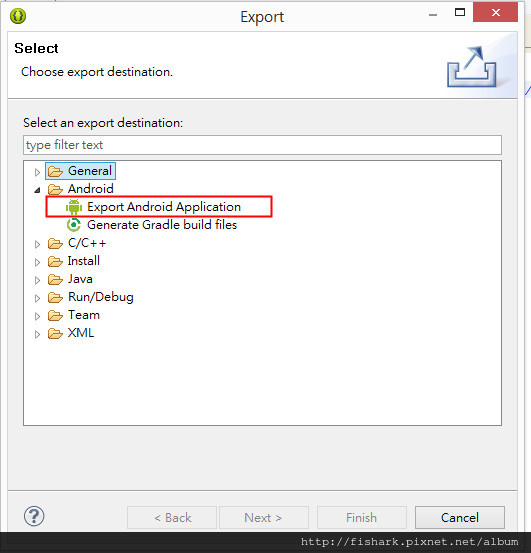 Export
Select
Choose export destination.
Select an export destination:
type filter text
General
Android
Export Android Application
Generate Gradle build files
C/C++
Install
Java
Run/Debug
Team
XML
?
< Back
Next >
Finish
Cancel
http://fishark.pixnet.net/album